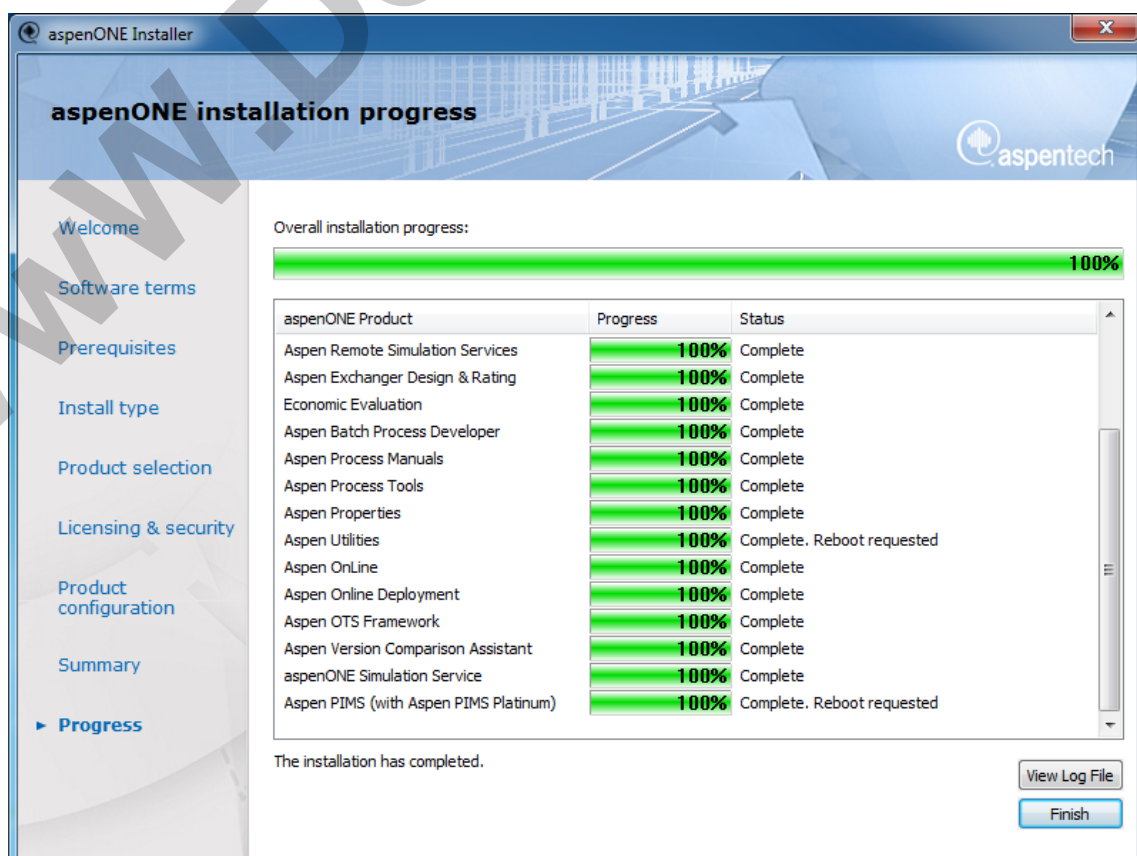 aspenONE Installer
aspenONE installation progress
aspentech
Welcome
Software terms
Prerequisites
Install type
Product selection
Licensing & security
Product
configuration
Summary
Progress
Overall installation progress:
100%
aspenONE Product Progress Status
Aspen Remote Simulation Services 100% Complete
Aspen Exchanger Design & Rating 100% Complete
Economic Evaluation 100% Complete
Aspen Batch Process Developer 100% Complete
Aspen Process Manuals 100% Complete
Aspen Process Tools 100% Complete
Aspen Properties 100% Complete
Aspen Utilities 100% Complete. Reboot requested
Aspen OnLine 100% Complete
Aspen Online Deployment 100% Complete
Aspen OTS Framework 100% Complete
Aspen Version Comparison Assistant 100% Complete
aspenONE Simulation Service 100% Complete
Aspen PIMS (with Aspen PIMS Platinum) 100% Complete. Reboot requested
The installation has completed.
View Log File
Finish